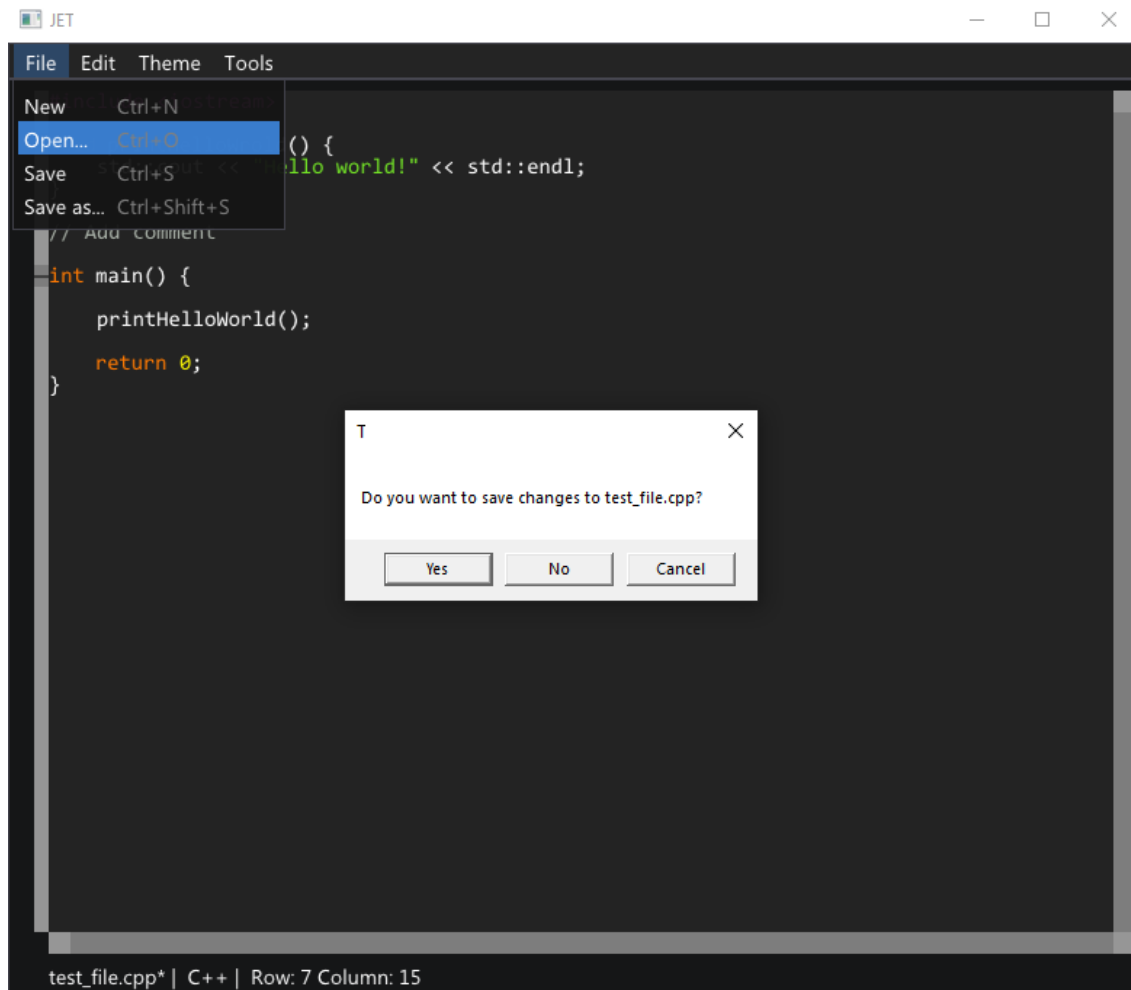 JET
File Edit Theme Tools
New Ctrl+N
Open... Ctrl+O
Save Ctrl+S
Save as... Ctrl+Shift+S
() {
llo world!" << std::endl;
// Add comment
int main() {
printHelloWorld();
return 0;
}
T
Do you want to save changes to test_file.cpp?
Yes No Cancel
test_file.cpp* | C++ | Row: 7 Column: 15